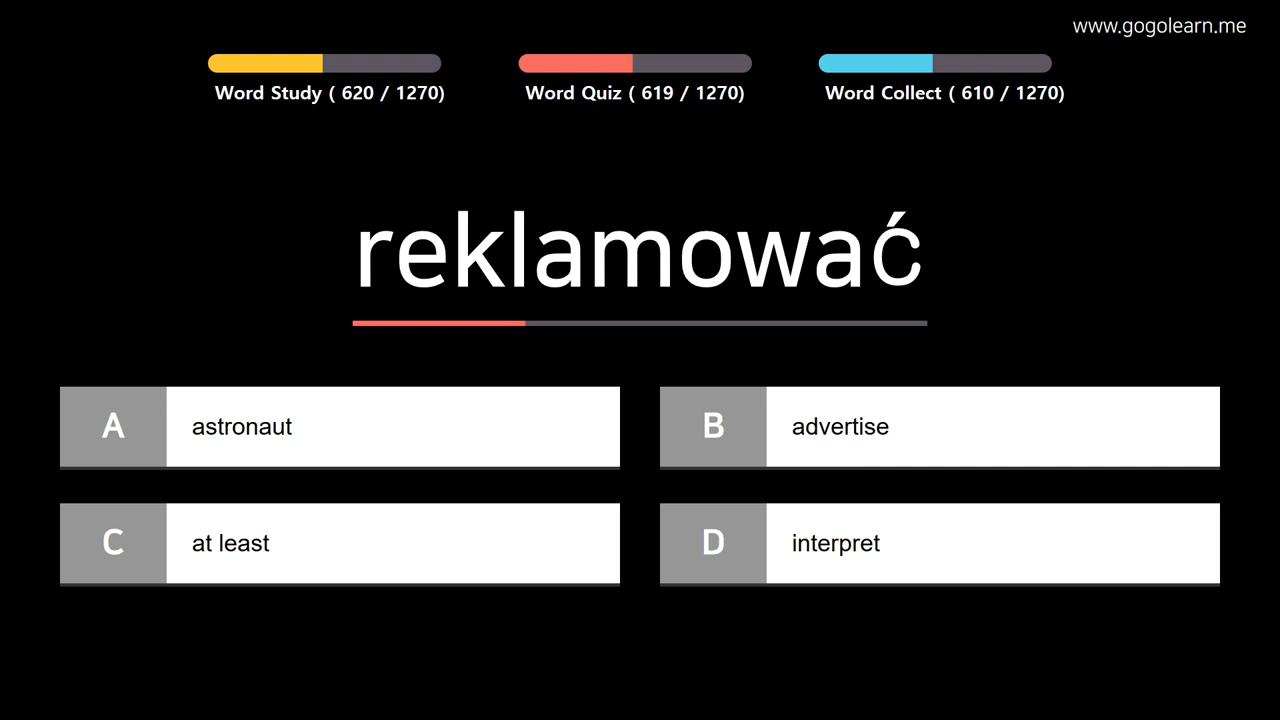 www.gogolearn.me
Word Study ( 620 / 1270)
Word Quiz ( 619 / 1270)
Word Collect ( 610 / 1270)
reklamować
A astronaut
B advertise
C at least
D interpret